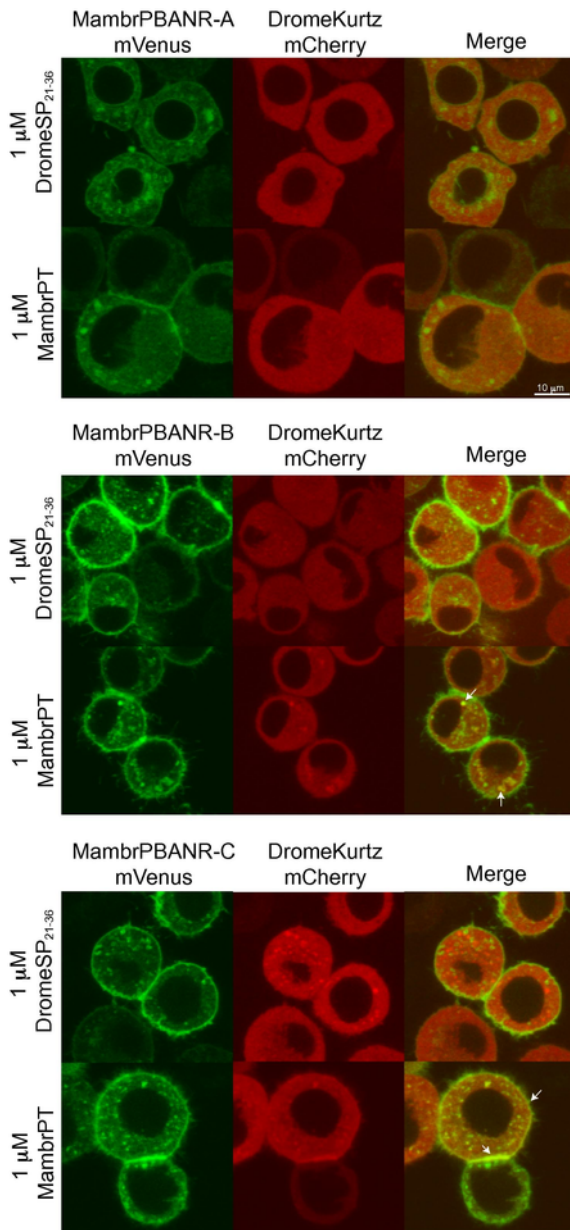 MambrPBANR-A DromeKurtz
mVenus mCherry Merge
1 μM
DromeSP21-36
1 μM
MambrPT
10 μm
MambrPBANR-B DromeKurtz
mVenus mCherry Merge
1 μM
DromeSP21-36
1 μM
MambrPT
MambrPBANR-C DromeKurtz
mVenus mCherry Merge
1 μM
DromeSP21-36
1 μM
MambrPT